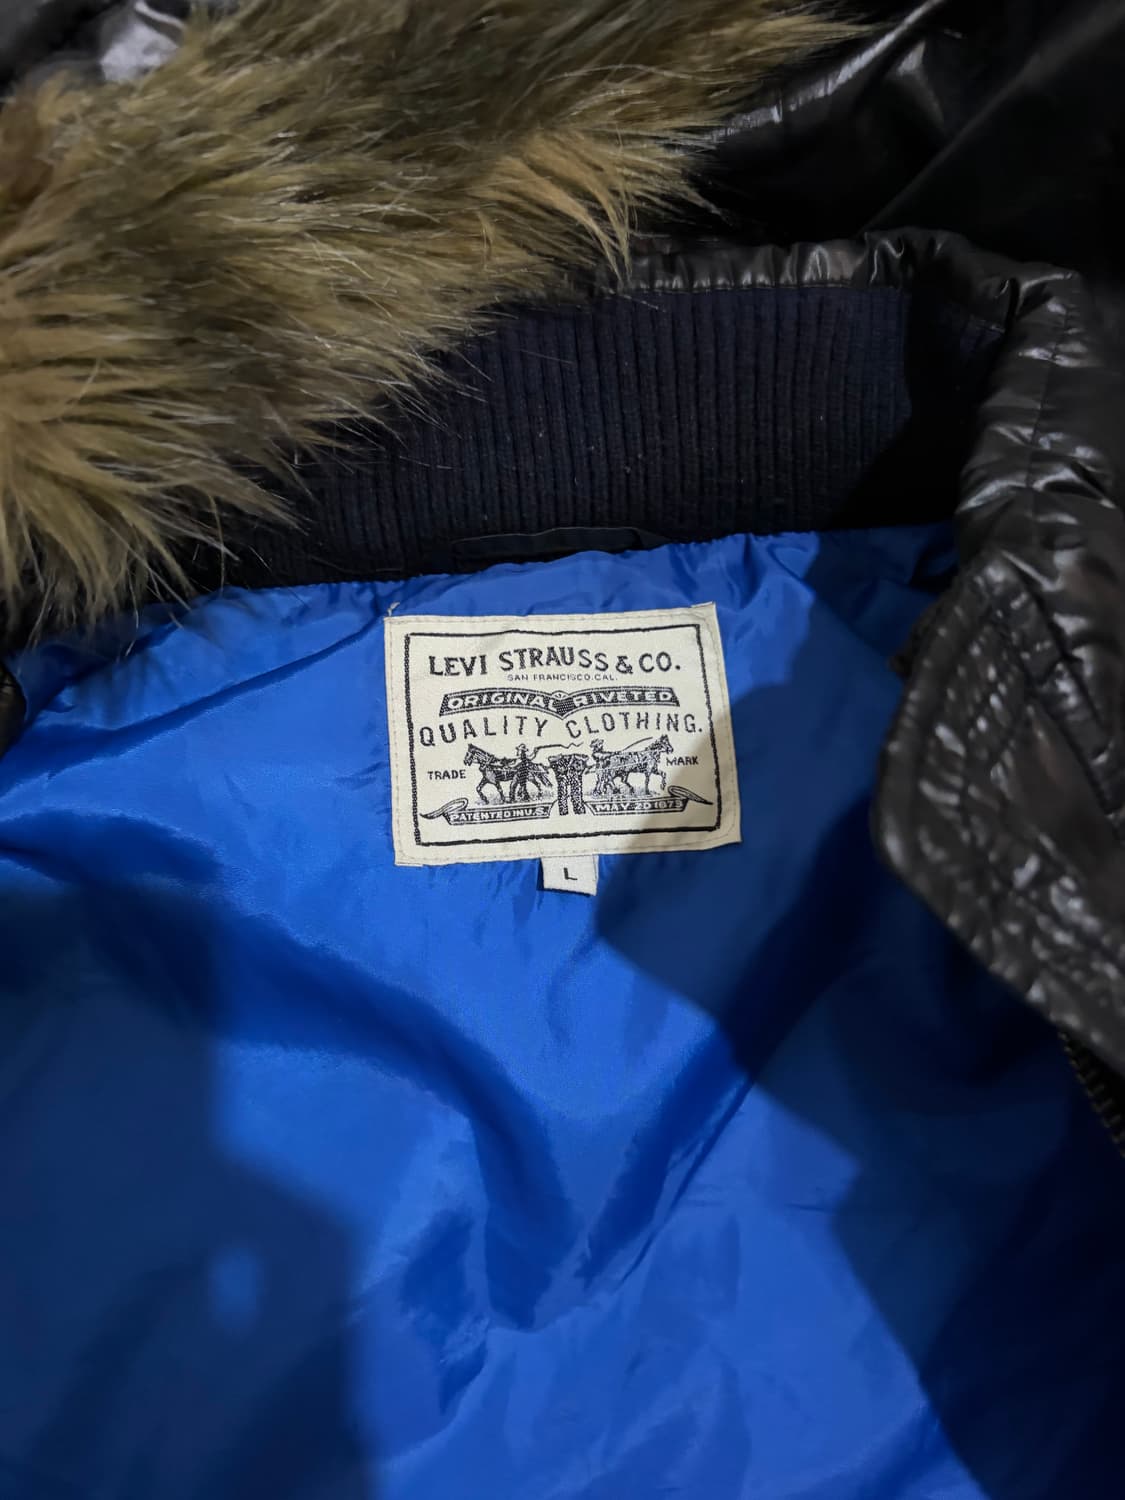 LEVI STRAUSS & CO.
SAN FRANCISCO CAL.
ORIGINAL RIVETED
QUALITY CLOTHING.
TRADE MARK
PATENTED IN U.S. MAY 20 1873
L